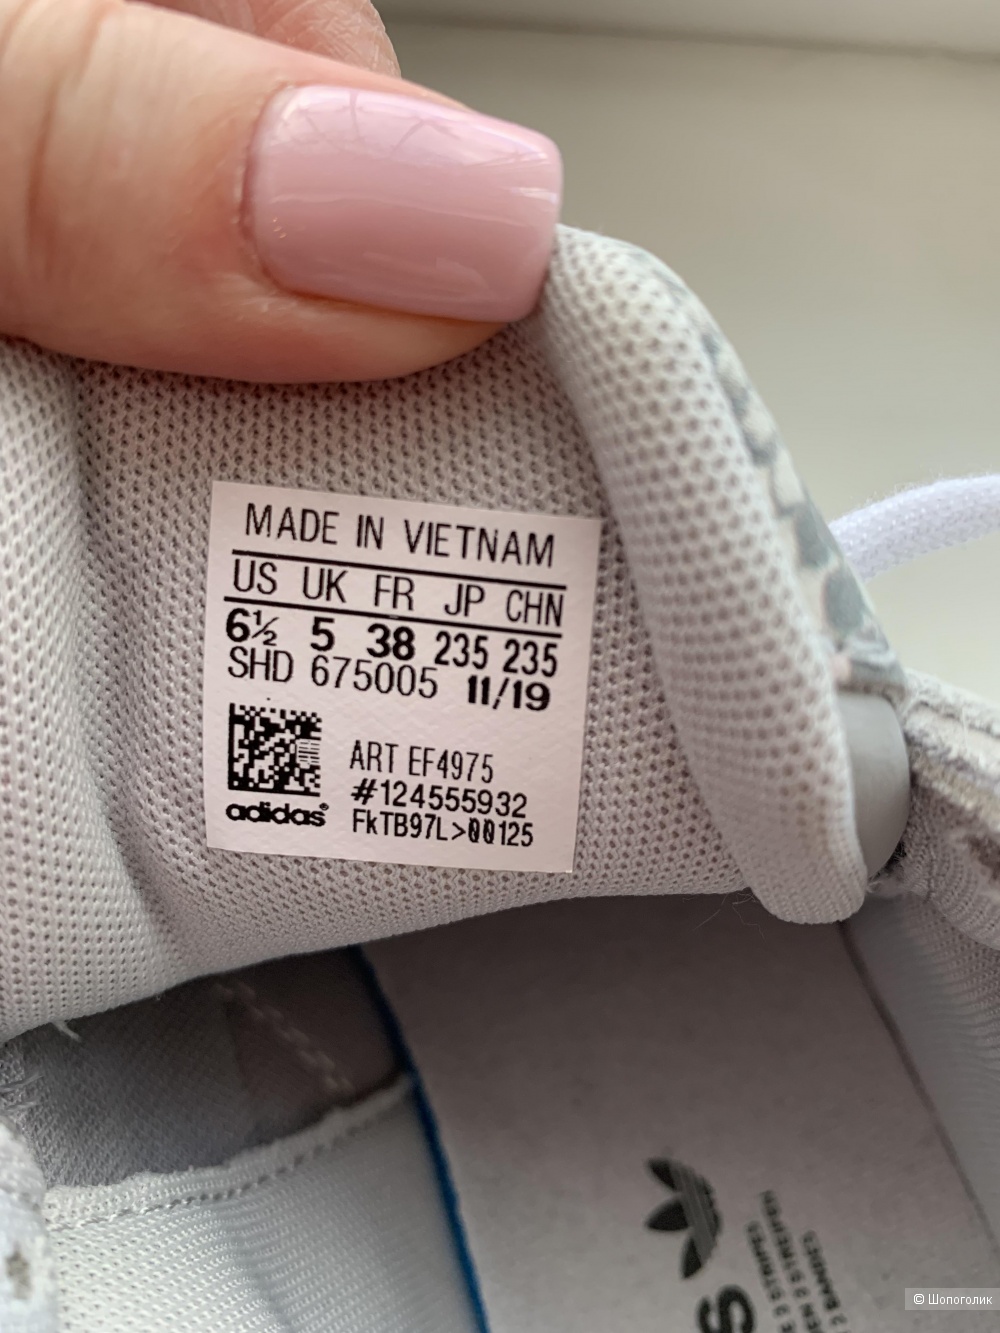 MADE IN VIETNAM
US UK FR JP CHN
6½ 5 38 235 235
SHD 675005 11/19
ART EF4975
#124555932
adidas®
FkTB97L>00125
S
© Шопоголик